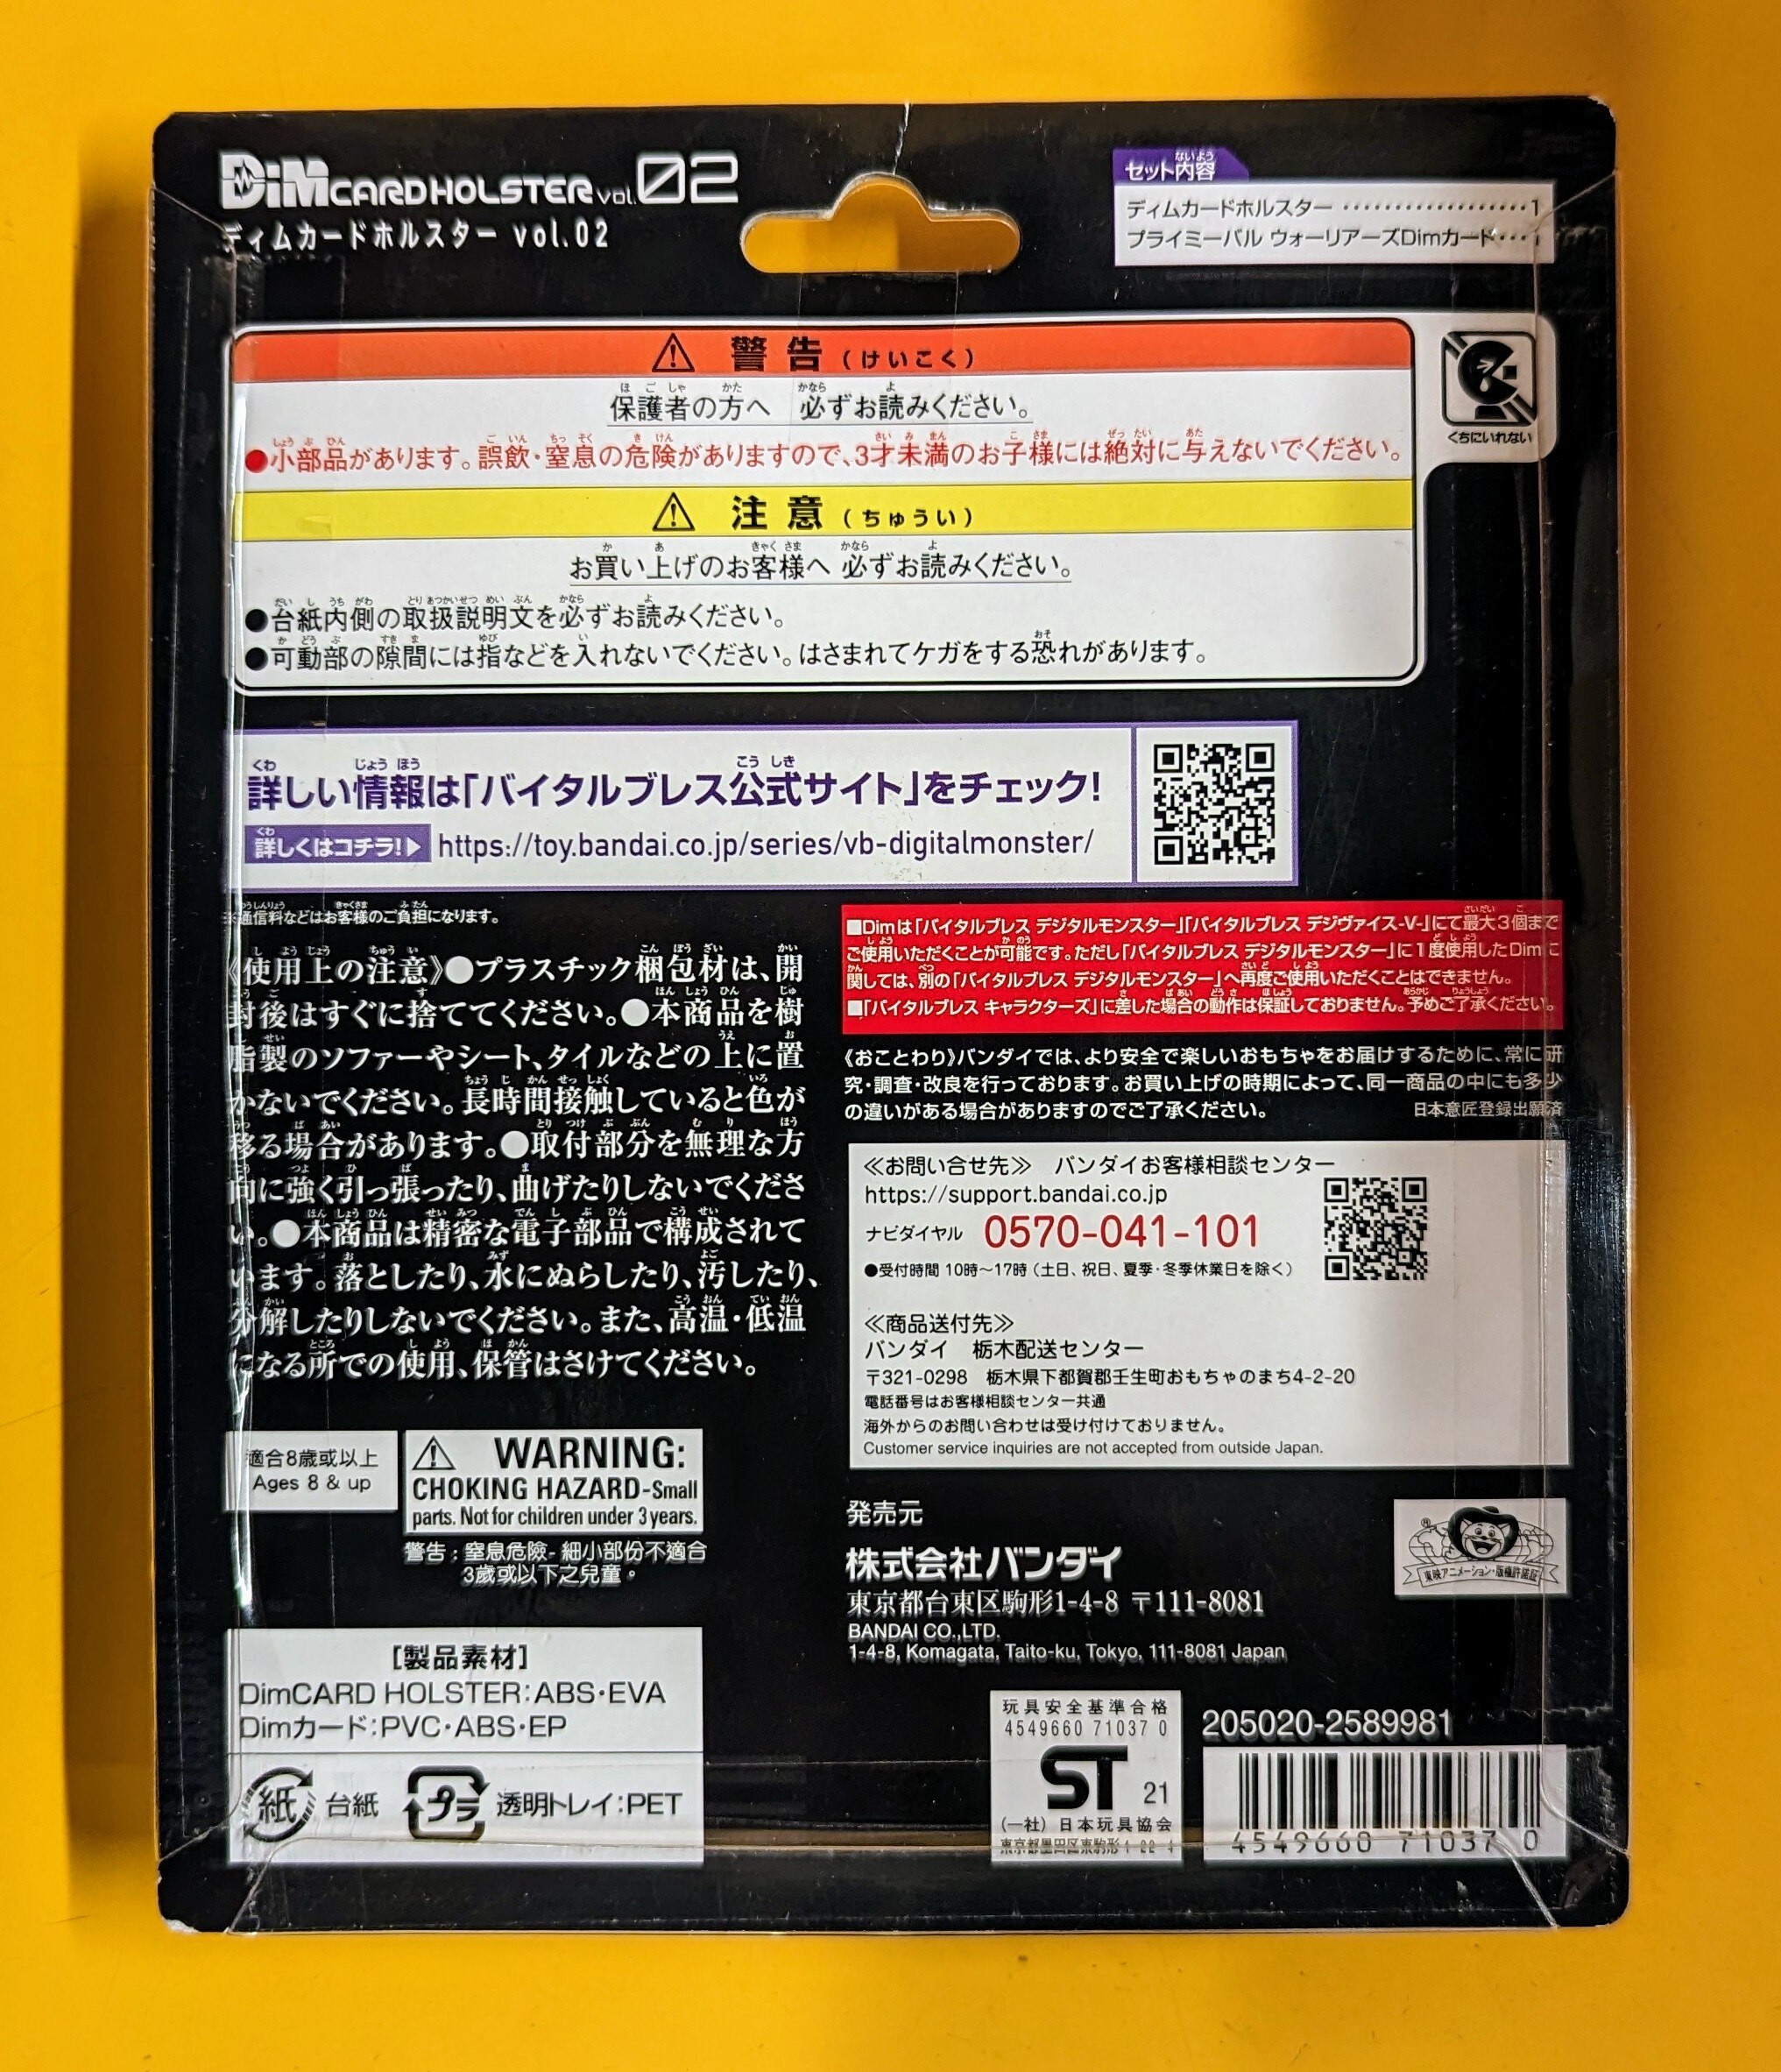 DiM CARD HOLSTER vol.02
ディムカードホルスター vol.02
セット内容
ディムカードホルスター ・・・・・・・・・・・・・・・・・・1
プライミーバル ウォーリアーズDimカード・・・1
⚠ 警告 (けいこく)
保護者の方へ 必ずお読みください。
●小部品があります。誤飲・窒息の危険がありますので、3才未満のお子様には絶対に与えないでください。
くちにいれない
⚠ 注意 (ちゅうい)
お買い上げのお客様へ 必ずお読みください。
●台紙内側の取扱説明文を必ずお読みください。
●可動部の隙間には指などを入れないでください。はさまれてケガをする恐れがあります。
詳しい情報は「バイタルブレス公式サイト」をチェック!
詳しくはコチラ!▶ https://toy.bandai.co.jp/series/vb-digitalmonster/
※通信料などはお客様のご負担になります。
《使用上の注意》●プラスチック梱包材は、開
封後はすぐに捨ててください。●本商品を樹
脂製のソファーやシート、タイルなどの上に置
かないでください。長時間接触していると色が
移る場合があります。●取付部分を無理な方
向に強く引っ張ったり、曲げたりしないでくださ
い。●本商品は精密な電子部品で構成されて
います。落としたり、水にぬらしたり、汚したり、
分解したりしないでください。また、高温・低温
になる所での使用、保管はさけてください。
■Dimは「バイタルブレス デジタルモンスター」「バイタルブレス デジヴァイス-V-」にて最大3個まで
ご使用いただくことが可能です。ただし「バイタルブレス デジタルモンスター」に1度使用したDimに
関しては、別の「バイタルブレス デジタルモンスター」へ再度ご使用いただくことはできません。
■「バイタルブレス キャラクターズ」に差した場合の動作は保証しておりません。予めご了承ください。
《おことわり》バンダイでは、より安全で楽しいおもちゃをお届けするために、常に研
究・調査・改良を行っております。お買い上げの時期によって、同一商品の中にも多少
の違いがある場合がありますのでご了承ください。
日本意匠登録出願済
≪お問い合せ先≫ バンダイお客様相談センター
https://support.bandai.co.jp
ナビダイヤル 0570-041-101
●受付時間 10時～17時 (土日、祝日、夏季・冬季休業日を除く)
≪商品送付先≫
バンダイ 栃木配送センター
〒321-0298 栃木県下都賀郡壬生町おもちゃのまち4-2-20
電話番号はお客様相談センター共通
海外からのお問い合わせは受け付けておりません。
Customer service inquiries are not accepted from outside Japan.
適合8歲或以上
Ages 8 & up
⚠ WARNING:
CHOKING HAZARD-Small
parts. Not for children under 3 years.
警告 : 窒息危險- 細小部份不適合
3歲或以下之兒童。
発売元
株式会社バンダイ
東京都台東区駒形1-4-8 〒111-8081
BANDAI CO.,LTD.
1-4-8, Komagata, Taito-ku, Tokyo, 111-8081 Japan
東映アニメーション・版権許諾証
[製品素材]
DimCARD HOLSTER:ABS・EVA
Dimカード:PVC・ABS・EP
紙 台紙 プラ 透明トレイ:PET
玩具安全基準合格
4549660 71037 0
ST 21
(一社) 日本玩具協会
東京都墨田区東駒形4-22-4
205020-2589981
4549660 71037 0